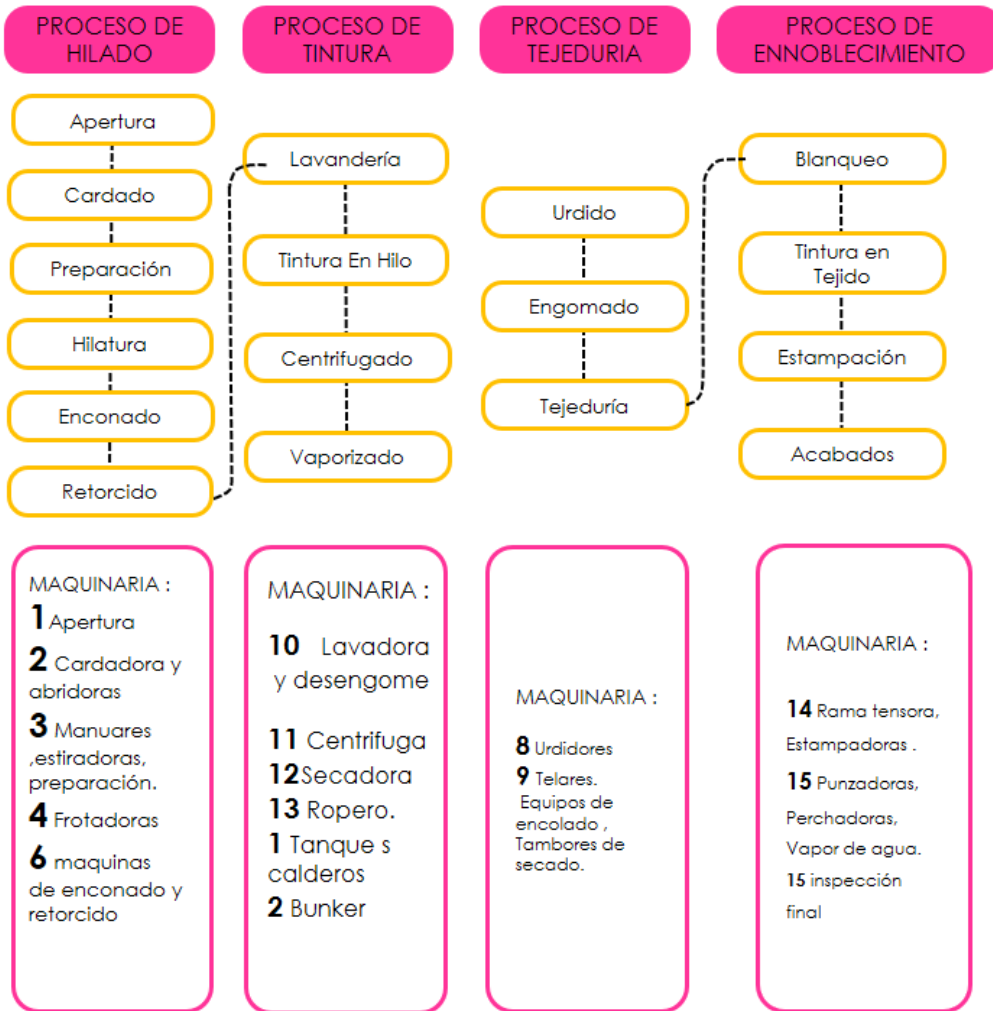 PROCESO DE
HILADO
PROCESO DE
TINTURA
PROCESO DE
TEJEDURIA
PROCESO DE
ENNOBLECIMIENTO
Apertura
Cardado
Preparación
Hilatura
Enconado
Retorcido
Lavandería
Tintura En Hilo
Centrifugado
Vaporizado
Urdido
Engomado
Tejeduría
Blanqueo
Tintura en
Tejido
Estampación
Acabados
MAQUINARIA :
1 Apertura
2 Cardadora y
abridoras
3 Manuares
,estiradoras,
preparación.
4 Frotadoras
6 maquinas
de enconado y
retorcido
MAQUINARIA :
10 Lavadora
y desengome
11 Centrifuga
12Secadora
13 Ropero.
1 Tanque s
calderos
2 Bunker
MAQUINARIA :
8 Urdidores
9 Telares.
Equipos de
encolado ,
Tambores de
secado.
MAQUINARIA :
14 Rama tensora,
Estampadoras .
15 Punzadoras,
Perchadoras,
Vapor de agua.
15 inspección
final